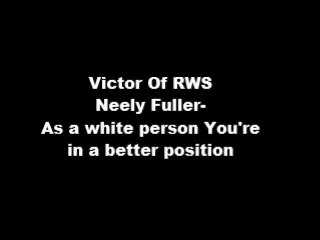 Victor Of RWS
Neely Fuller-
As a white person You're
in a better position